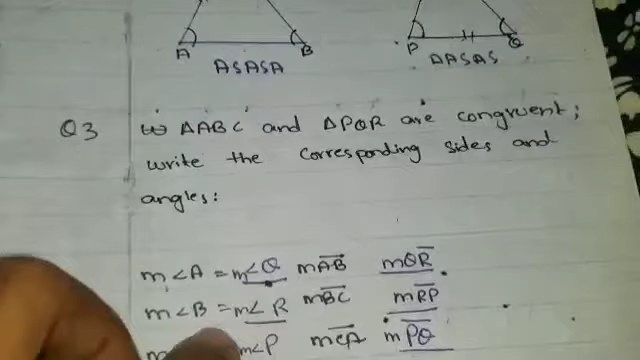 A B
P Q
ASASA
AASAS
Q3 ΔABC and ΔPQR are congruent;
write the corresponding sides and
angles:
m∠A = m∠Q mAB mQR.
m∠B = m∠R mBC mRP
m∠P mCA mPQ